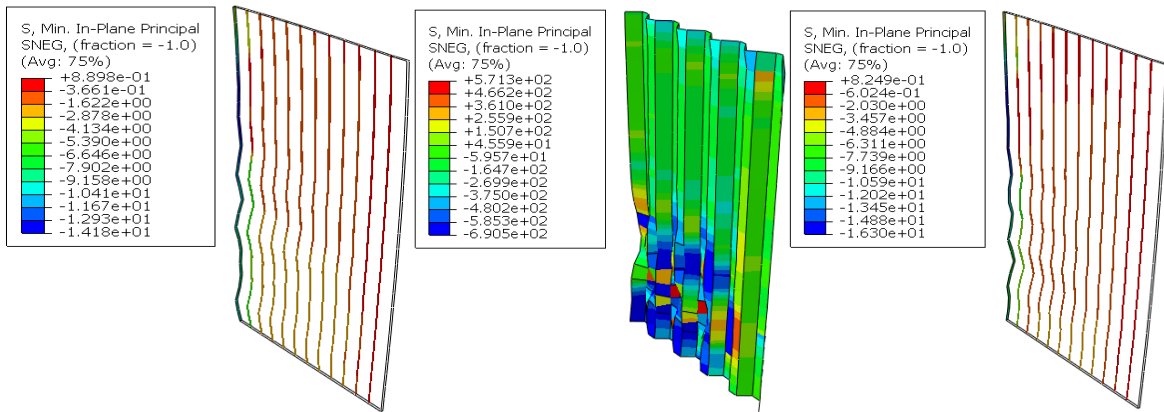 S, Min. In-Plane Principal
SNEG, (fraction = -1.0)
(Avg: 75%)
+8.898e-01
-3.661e-01
-1.622e+00
-2.878e+00
-4.134e+00
-5.390e+00
-6.646e+00
-7.902e+00
-9.158e+00
-1.041e+01
-1.167e+01
-1.293e+01
-1.418e+01
S, Min. In-Plane Principal
SNEG, (fraction = -1.0)
(Avg: 75%)
+5.713e+02
+4.662e+02
+3.610e+02
+2.559e+02
+1.507e+02
+4.559e+01
-5.957e+01
-1.647e+02
-2.699e+02
-3.750e+02
-4.802e+02
-5.853e+02
-6.905e+02
S, Min. In-Plane Principal
SNEG, (fraction = -1.0)
(Avg: 75%)
+8.249e-01
-6.024e-01
-2.030e+00
-3.457e+00
-4.884e+00
-6.311e+00
-7.739e+00
-9.166e+00
-1.059e+01
-1.202e+01
-1.345e+01
-1.488e+01
-1.630e+01